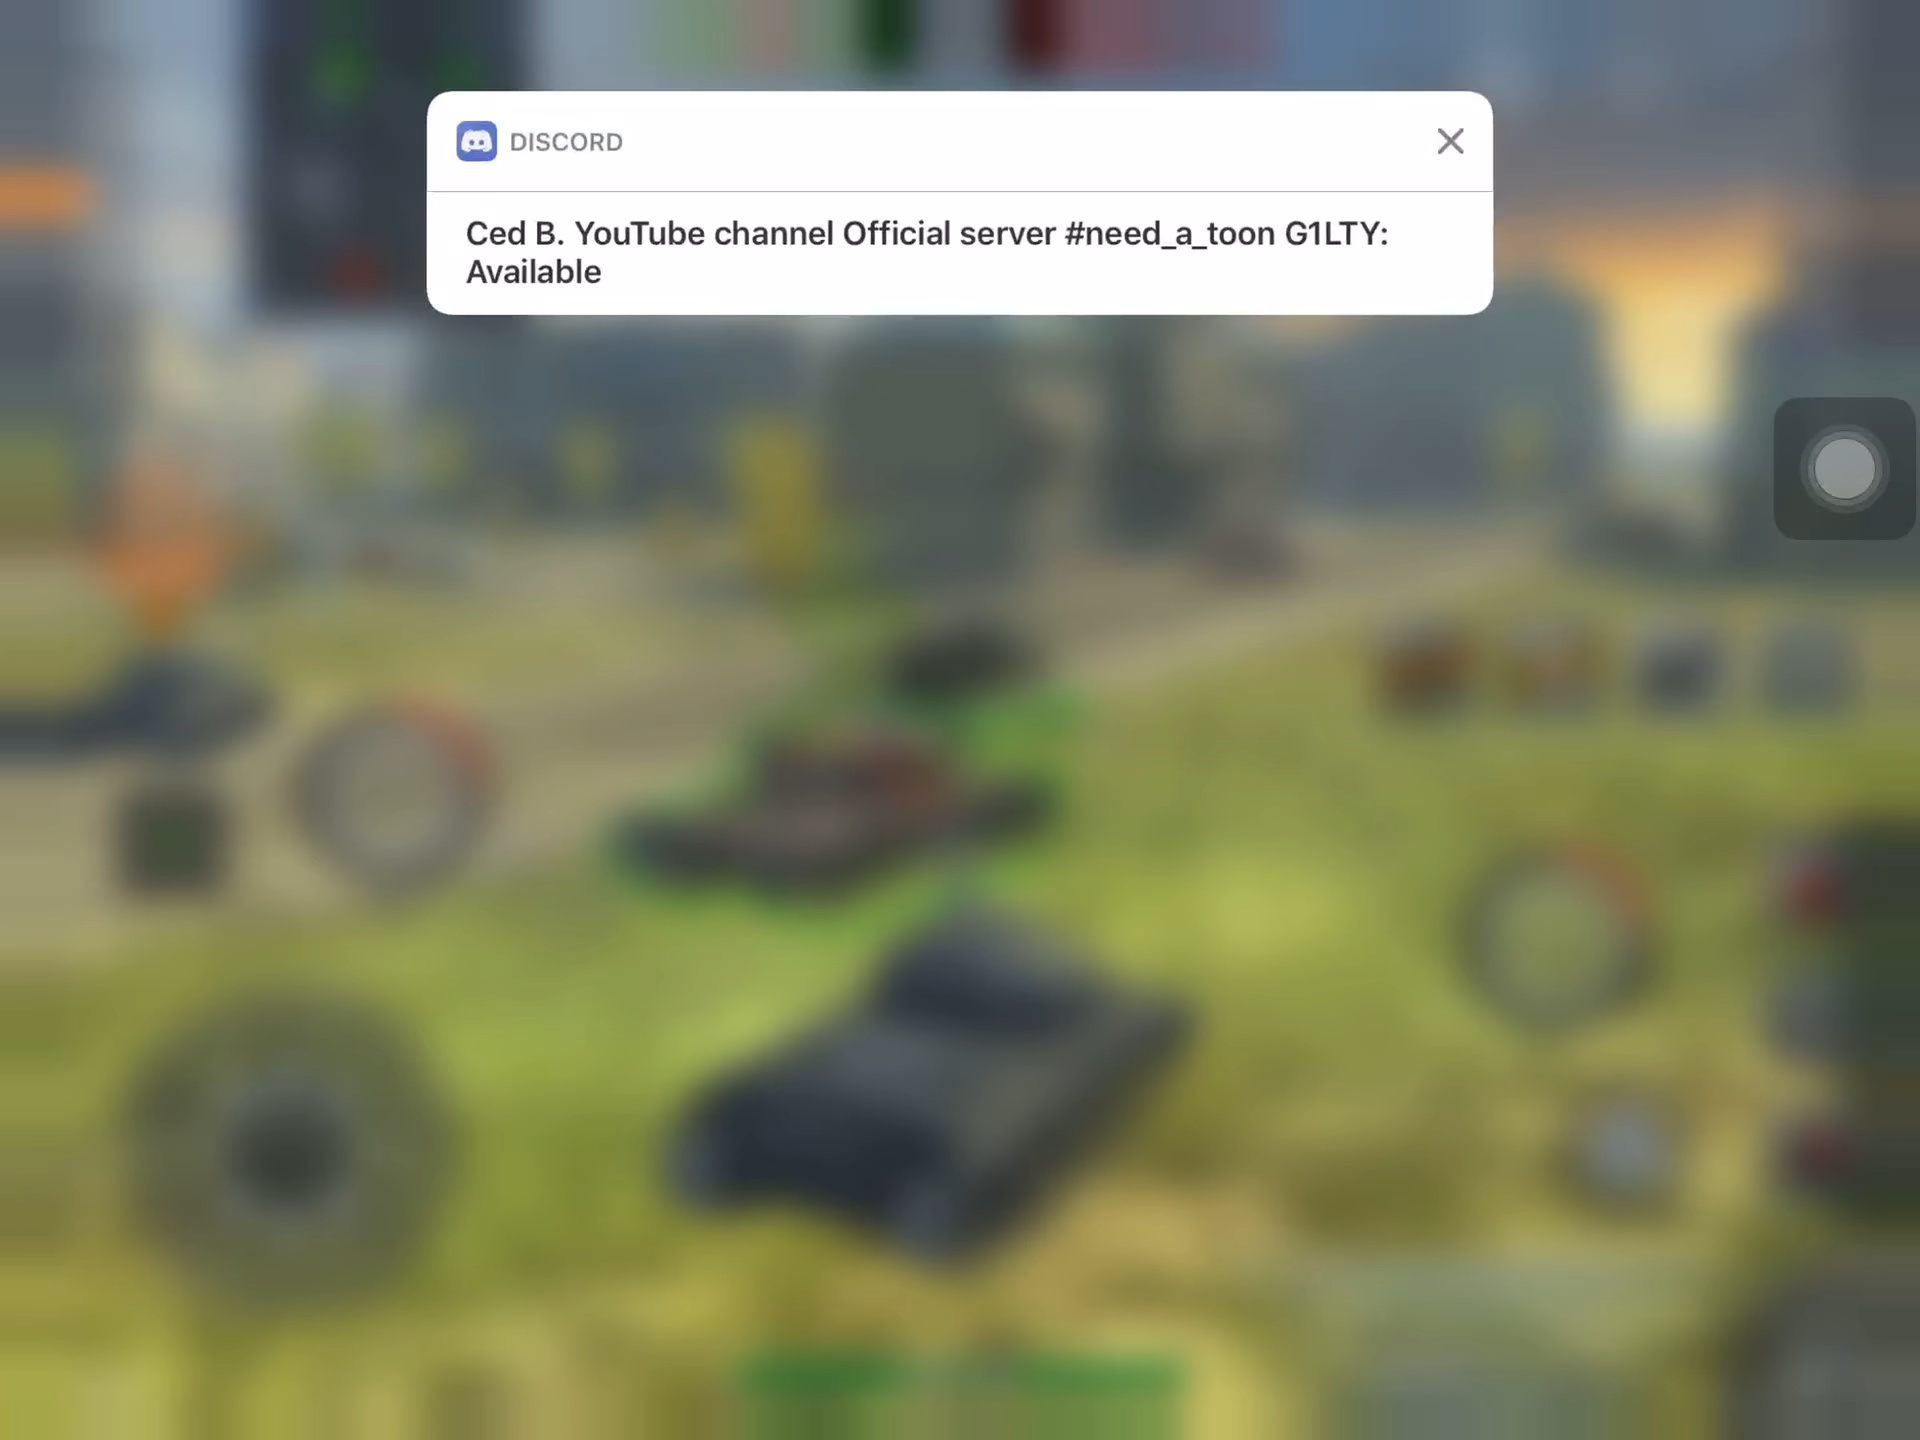 DISCORD
Ced B. YouTube channel Official server #need_a_toon G1LTY:
Available